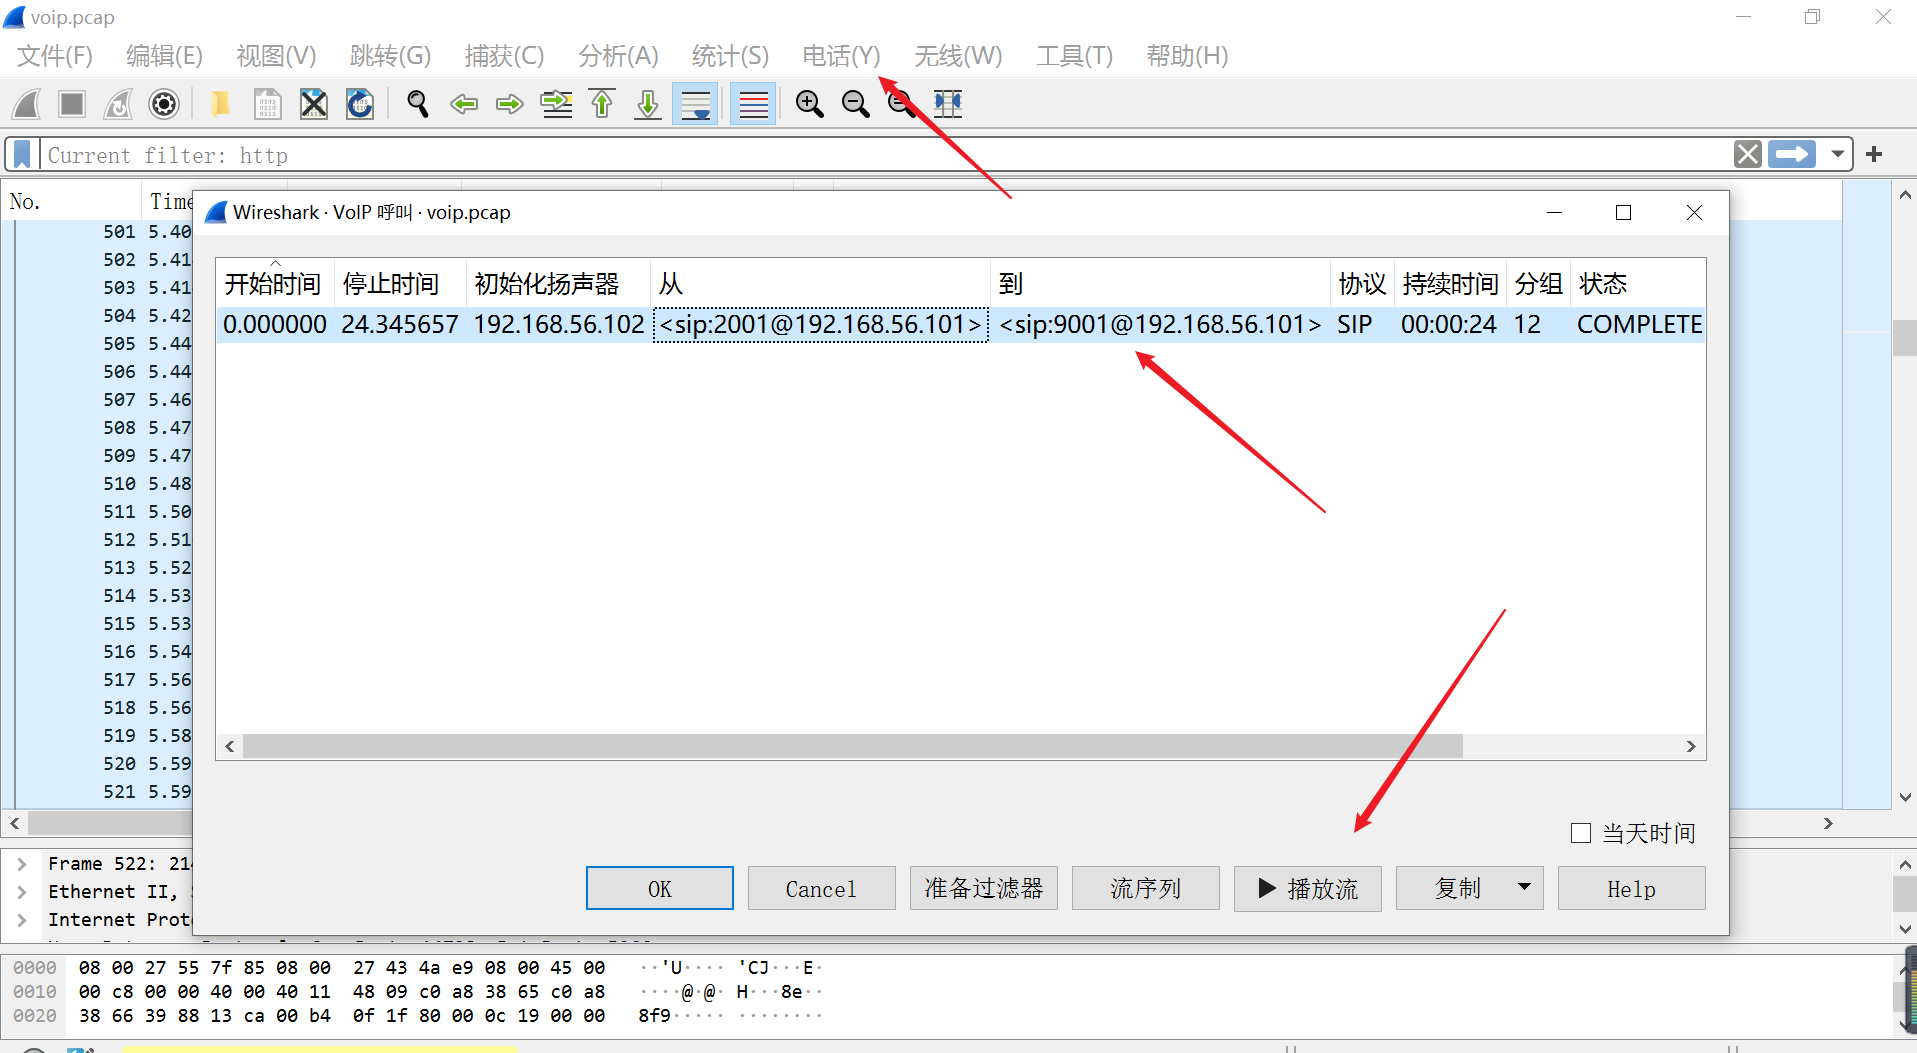 voip.pcap
文件(F) 编辑(E) 视图(V) 跳转(G) 捕获(C) 分析(A) 统计(S) 电话(Y) 无线(W) 工具(T) 帮助(H)
Current filter: http
No. Time
Wireshark · VoIP 呼叫 · voip.pcap
开始时间 停止时间 初始化扬声器 从 到 协议 持续时间 分组 状态
0.000000 24.345657 192.168.56.102 <sip:2001@192.168.56.101> <sip:9001@192.168.56.101> SIP 00:00:24 12 COMPLETE
501 5.40
502 5.41
503 5.41
504 5.42
505 5.44
506 5.44
507 5.46
508 5.47
509 5.47
510 5.48
511 5.50
512 5.51
513 5.52
514 5.53
515 5.53
516 5.54
517 5.56
518 5.56
519 5.58
520 5.59
521 5.59
当天时间
OK Cancel 准备过滤器 流序列 播放流 复制 Help
Frame 522: 214
Ethernet II,
Internet Proto
0000 08 00 27 55 7f 85 08 00 27 43 4a e9 08 00 45 00 ··'U···· 'CJ···E·
0010 00 c8 00 00 40 00 40 11 48 09 c0 a8 38 65 c0 a8 ····@·@· H···8e··
0020 38 66 39 88 13 ca 00 b4 0f 1f 80 00 0c 19 00 00 8f9····· ········